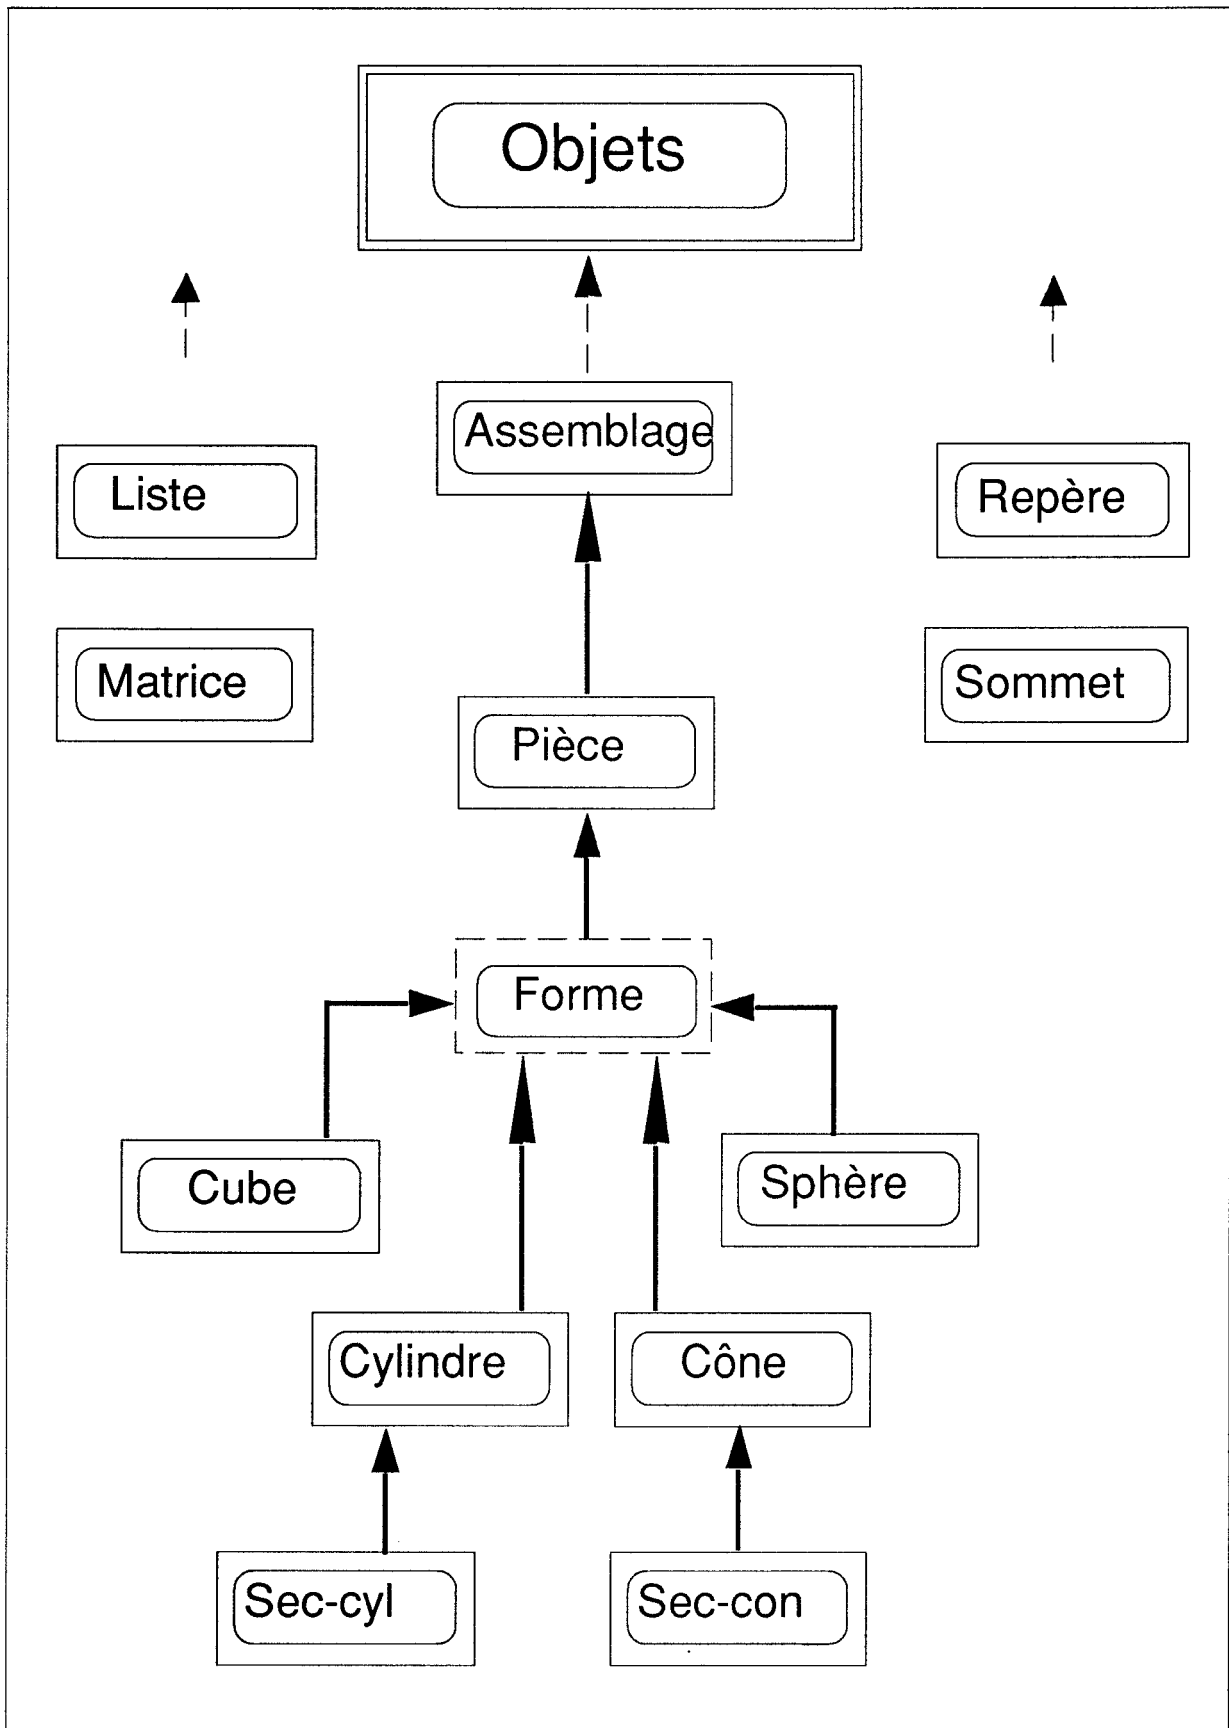 Objets
Assemblage
Liste
Repère
Matrice
Sommet
Pièce
Forme
Cube
Sphère
Cylindre
Cône
Sec-cyl
Sec-con